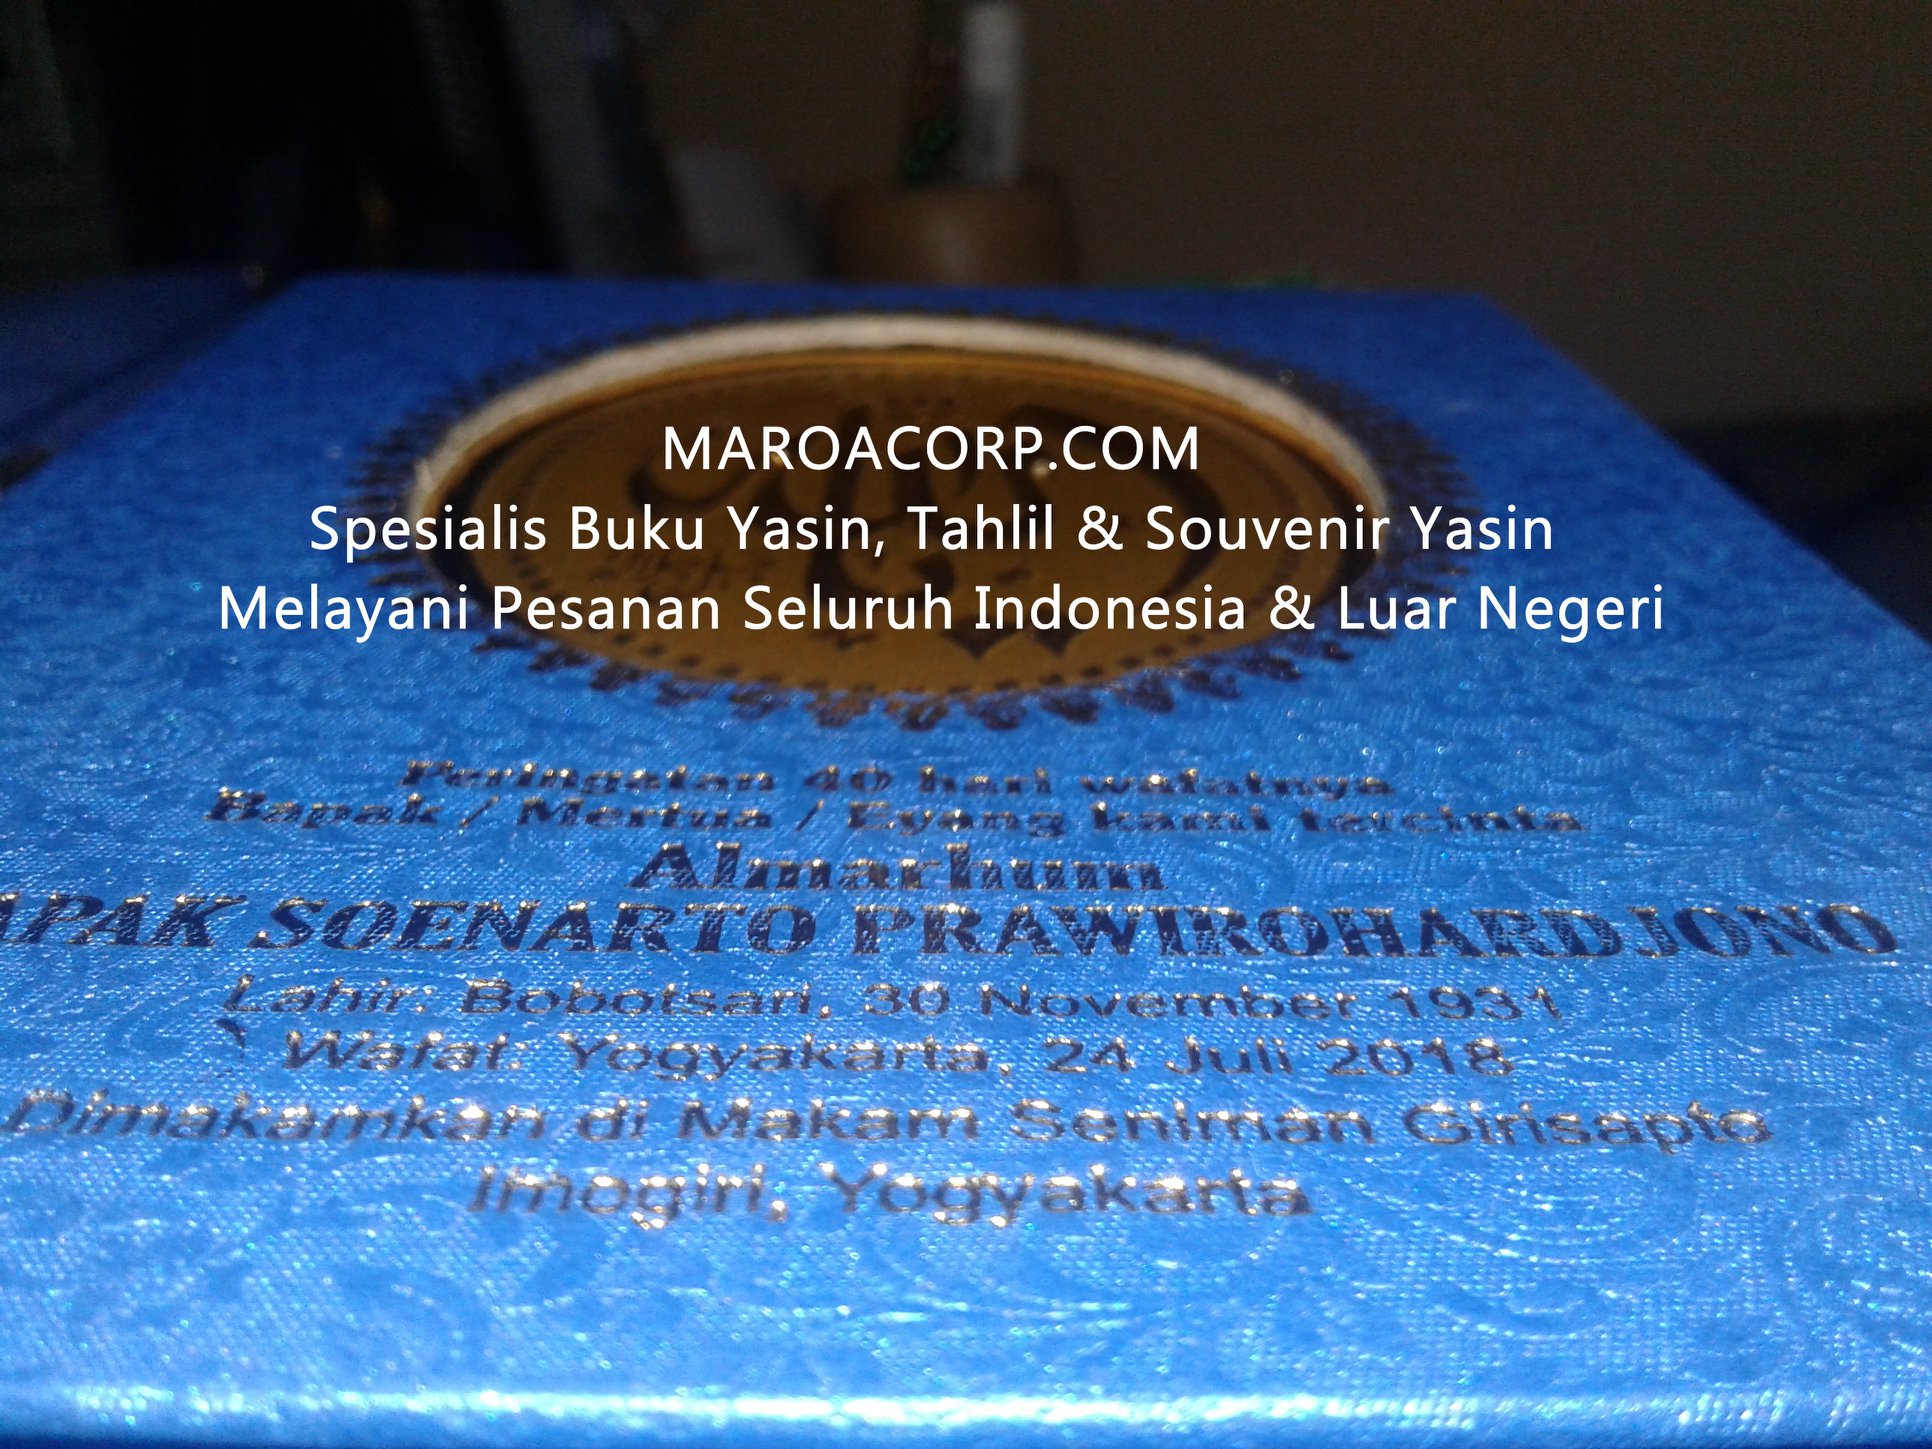 MAROACORP.COM
Spesialis Buku Yasin, Tahlil & Souvenir Yasin
Melayani Pesanan Seluruh Indonesia & Luar Negeri
Peringatan 40 hari wafatnya
Bapak / Mertua / Eyang kami tercinta
Almarhum
APAK SOENARTO PRAWIROHARDJONO
Lahir: Bobotsari, 30 November 1931
Wafat: Yogyakarta, 24 Juli 2018
Dimakamkan di Makam Seniman Girisapto
Imogiri, Yogyakarta